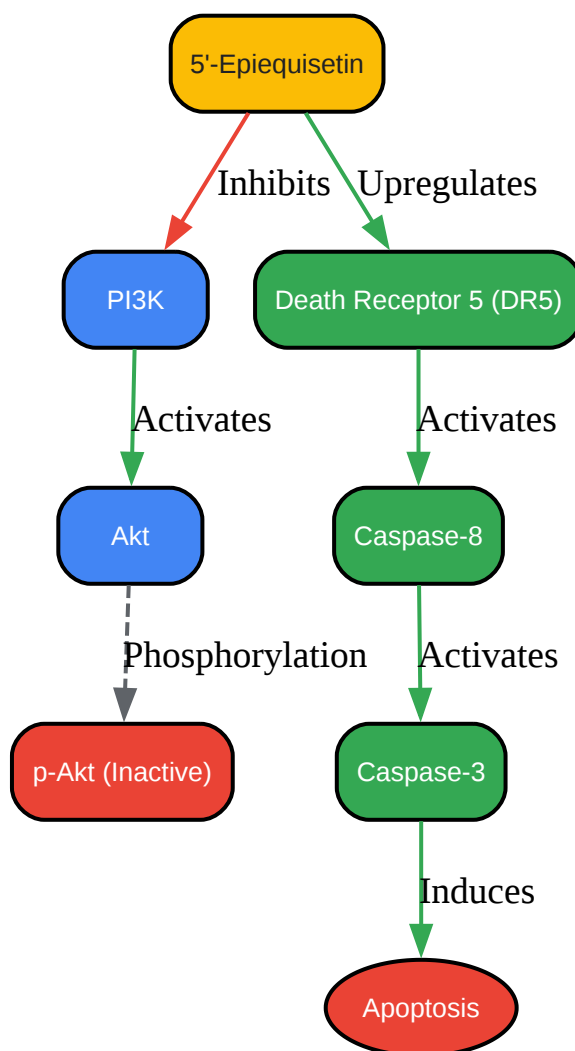 5'-Epiequisetin
Inhibits
Upregulates
PI3K
Death Receptor 5 (DR5)
Activates
Activates
Akt
Caspase-8
Phosphorylation
Activates
p-Akt (Inactive)
Caspase-3
Induces
Apoptosis